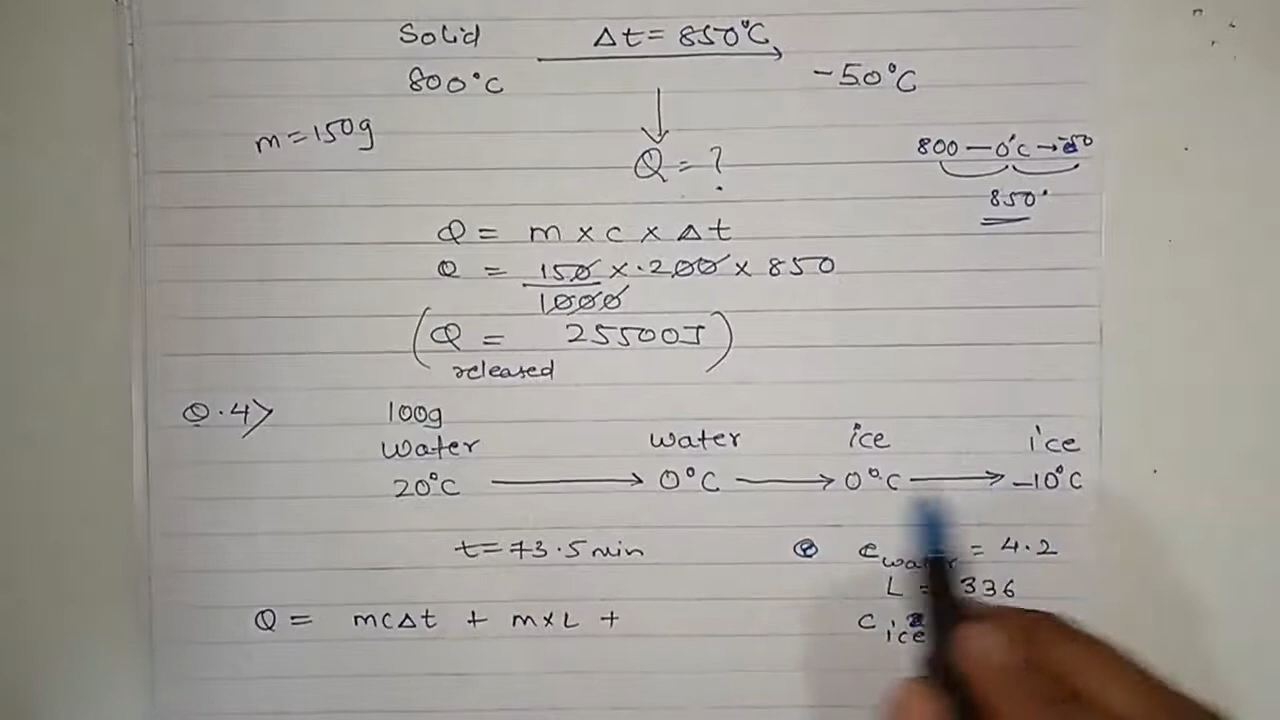 Solid Δt = 850°C
800°C -50°C
m = 150g
Q = ?
800 — 0°C → -50
850°
Q = m × c × Δt
Q = 150 × 200 × 850
1000
(Q = 25500J)
released
Q.4> 100g
water water ice ice
20°C → 0°C → 0°C → -10°C
t = 73.5 min
= 4.2
L = 336
Q = mcΔt + m×L +
c ice